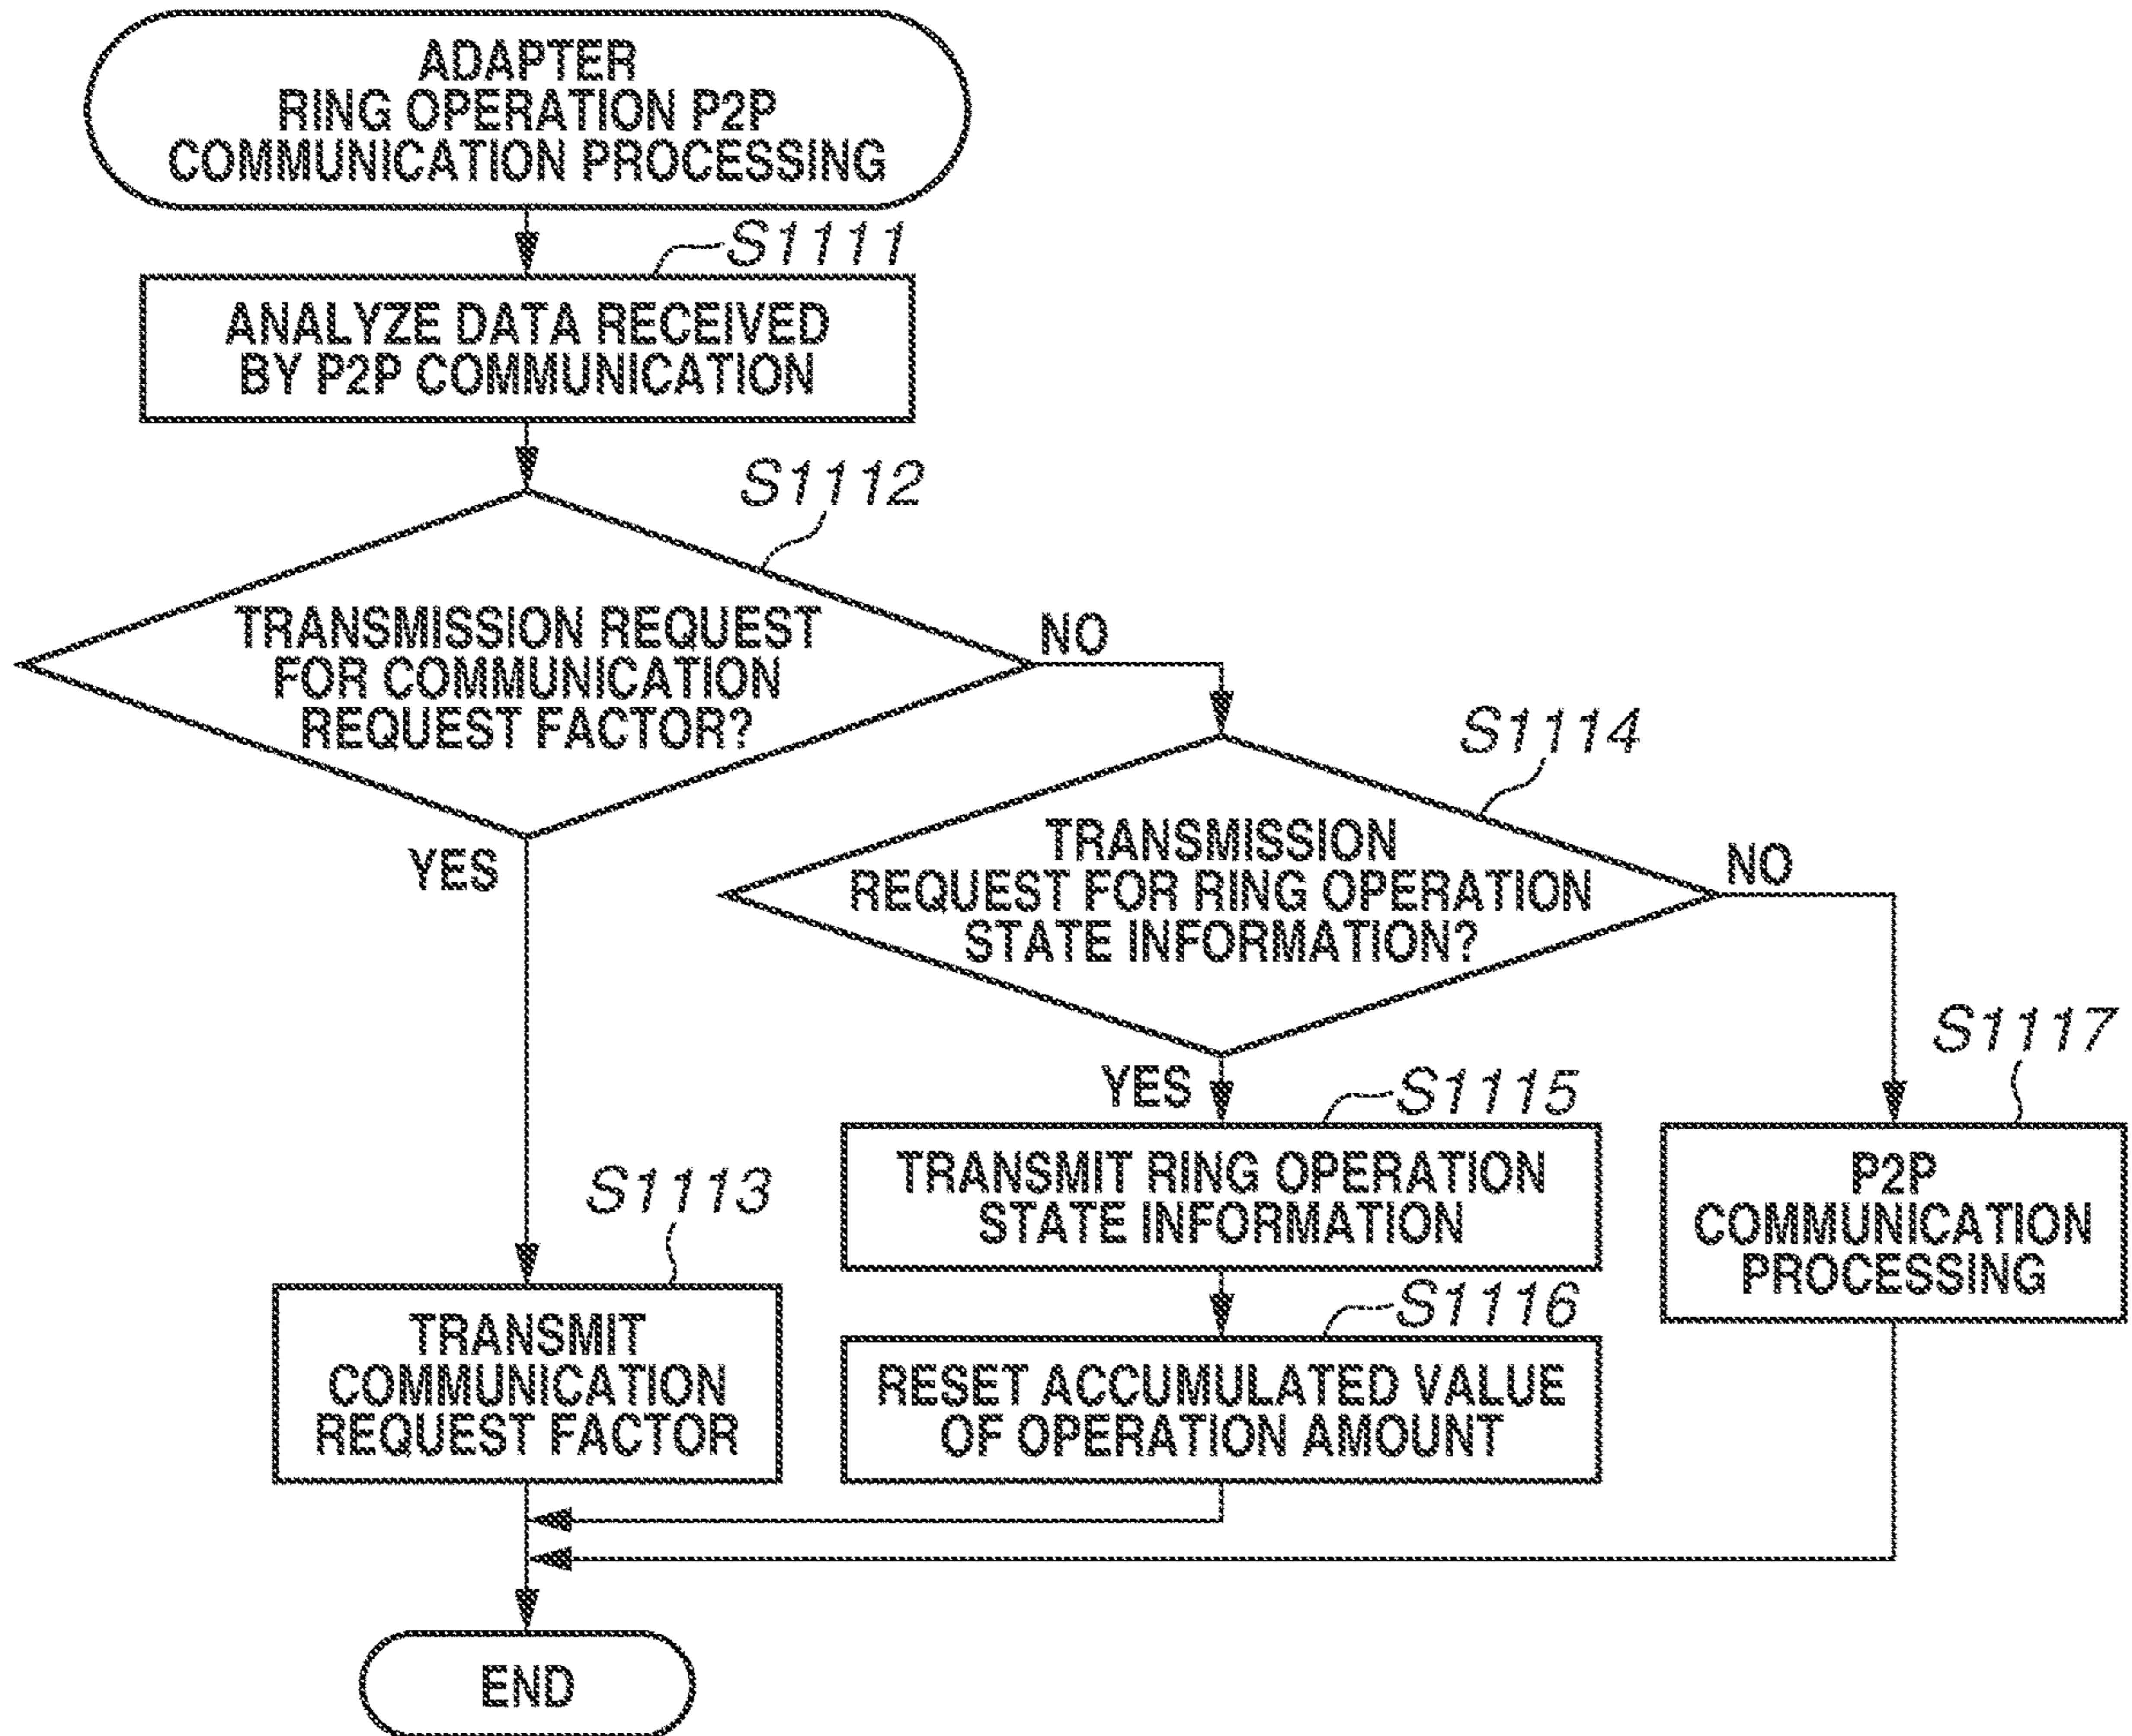 ADAPTER
RING OPERATION P2P
COMMUNICATION PROCESSING
S1111
ANALYZE DATA RECEIVED
BY P2P COMMUNICATION
S1112
TRANSMISSION REQUEST
FOR COMMUNICATION
REQUEST FACTOR?
NO
YES
S1114
TRANSMISSION
REQUEST FOR RING OPERATION
STATE INFORMATION?
NO
YES
S1113
TRANSMIT
COMMUNICATION
REQUEST FACTOR
S1115
TRANSMIT RING OPERATION
STATE INFORMATION
S1116
RESET ACCUMULATED VALUE
OF OPERATION AMOUNT
S1117
P2P
COMMUNICATION
PROCESSING
END